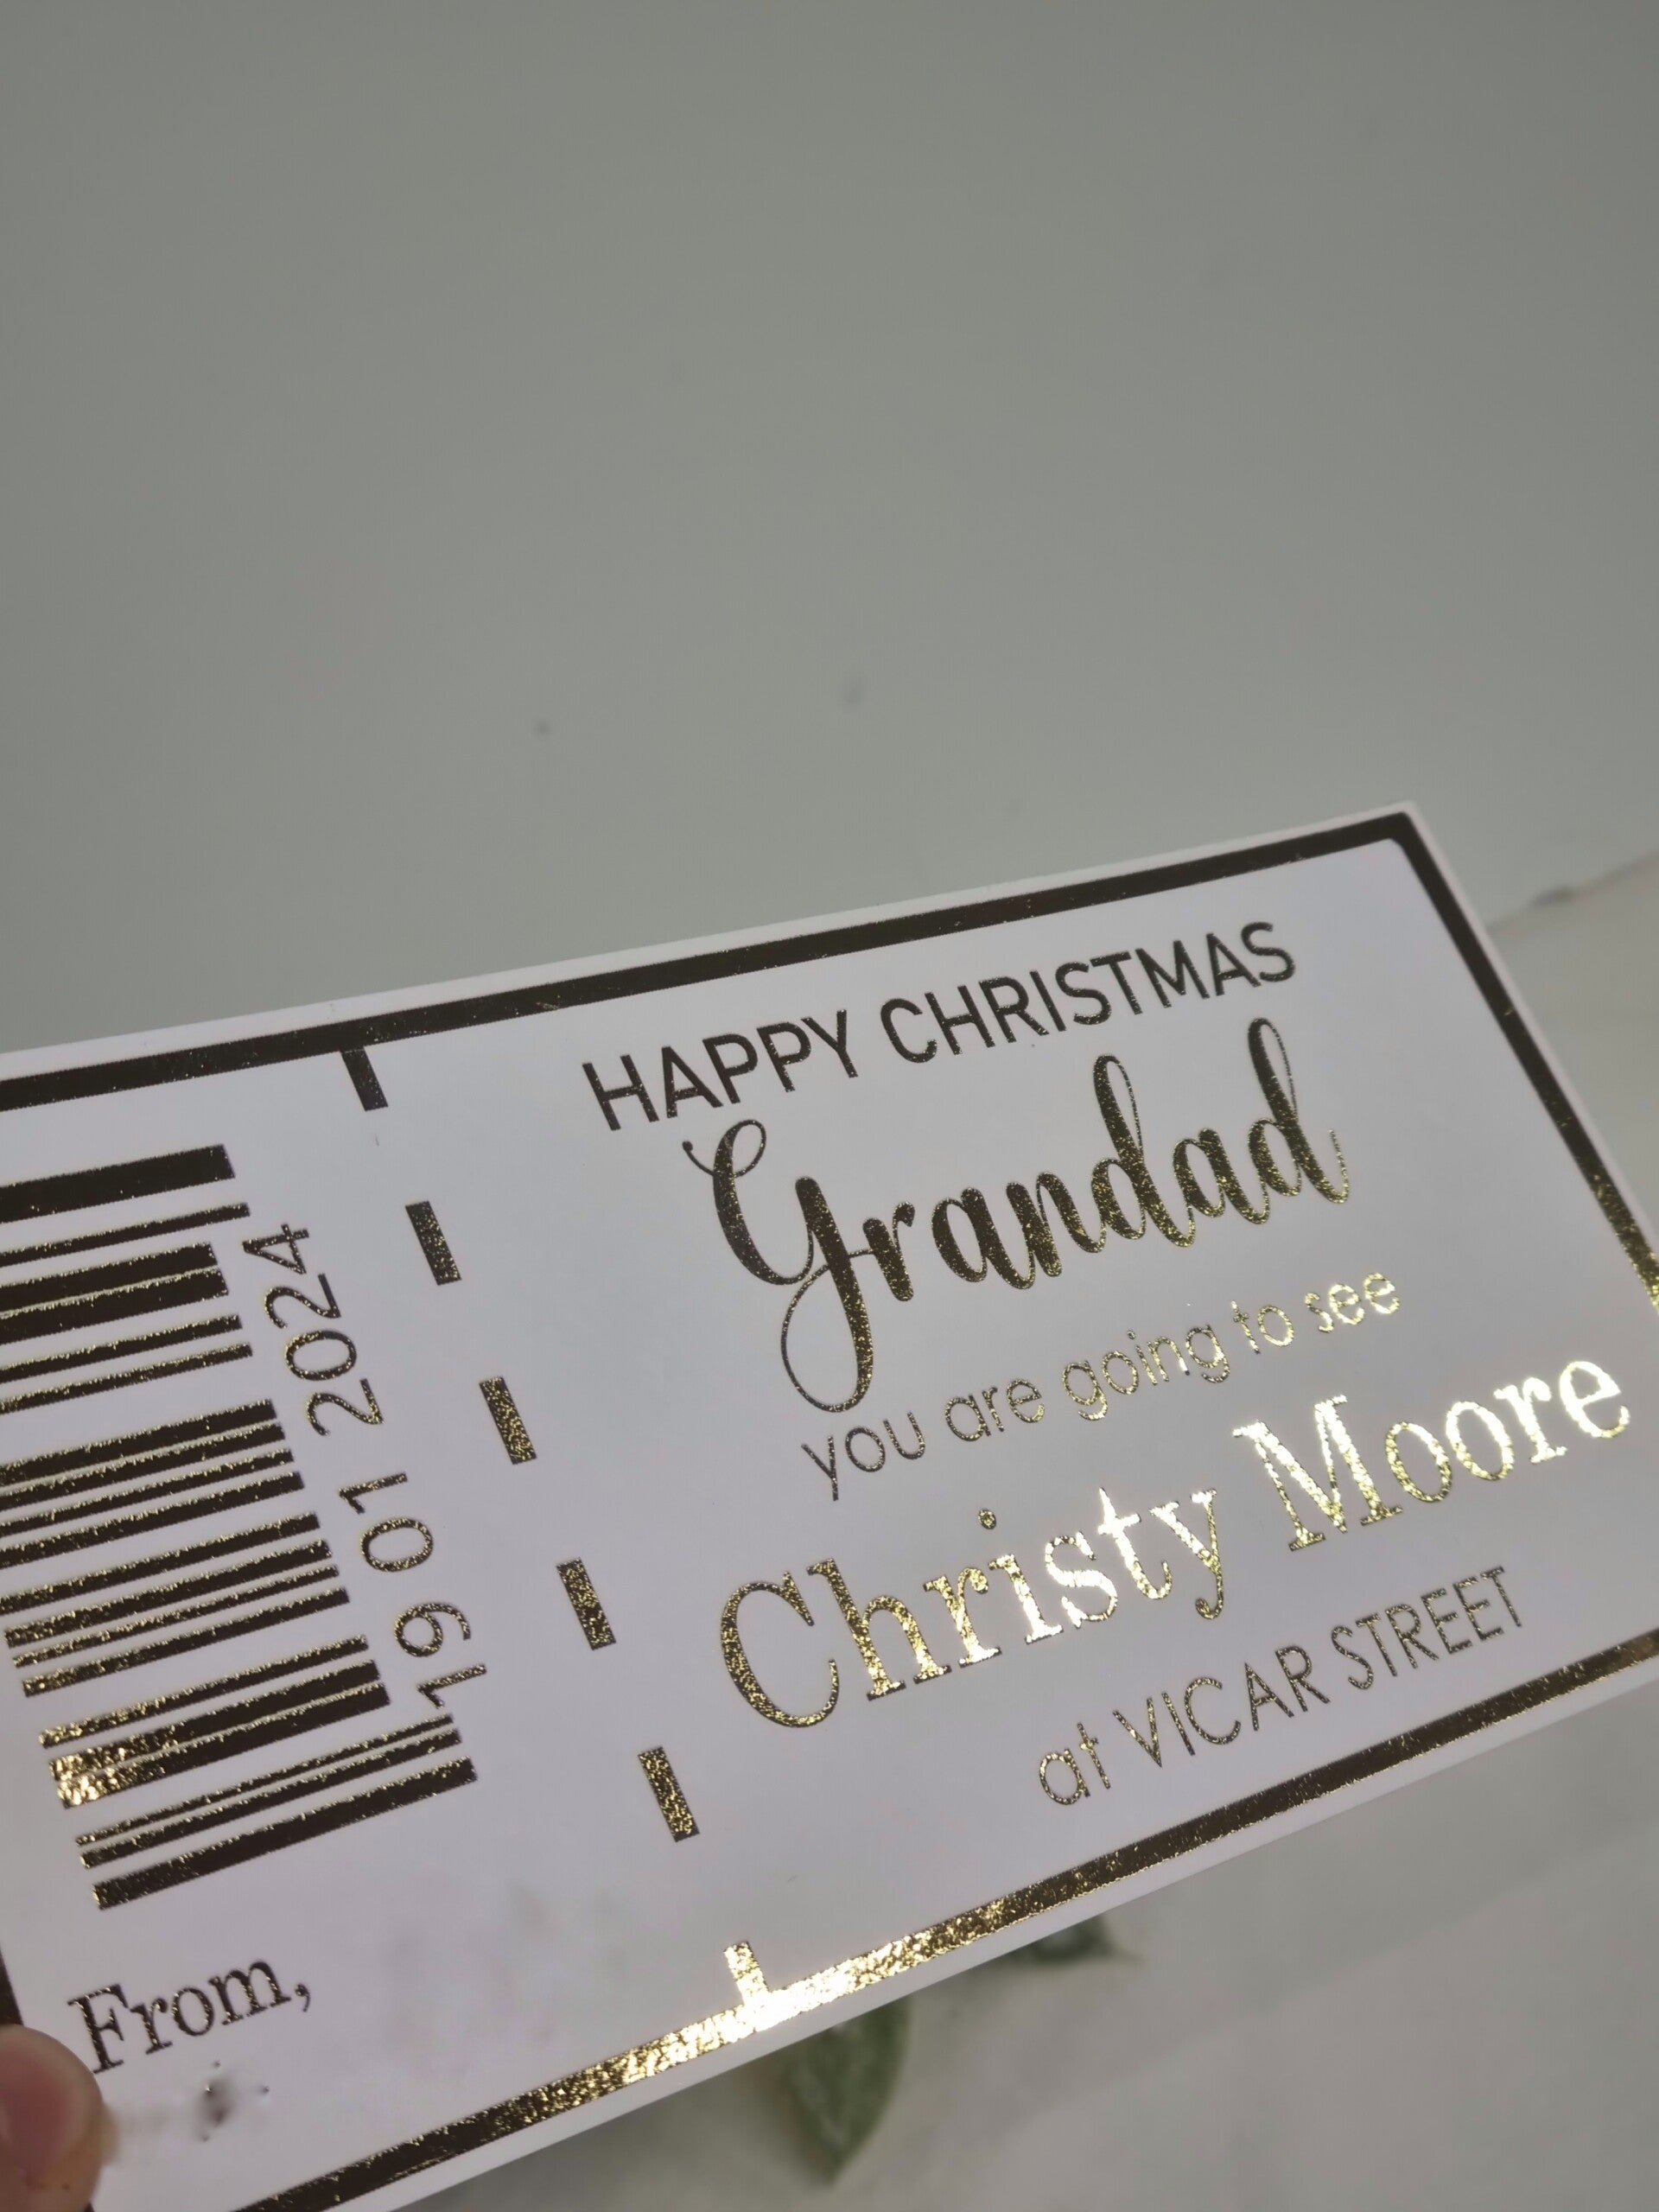 HAPPY CHRISTMAS
Grandad
you are going to see
Christy Moore
at VICAR STREET
19 01 2024
From,